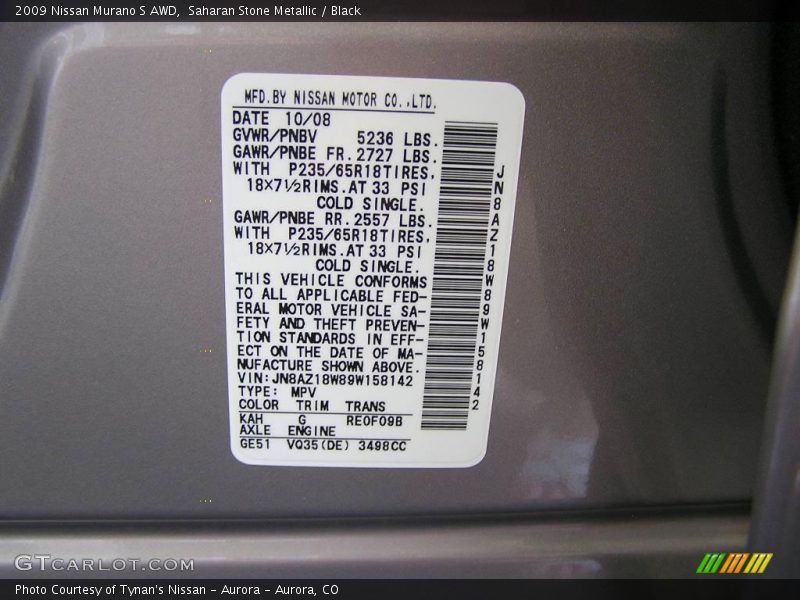 2009 Nissan Murano S AWD,  Saharan Stone Metallic / Black
MFD.BY NISSAN MOTOR CO.,LTD.
DATE 10/08
GVWR/PNBV 5236 LBS.
GAWR/PNBE FR. 2727 LBS.
WITH P235/65R18TIRES,
18×7½RIMS.AT 33 PSI
COLD SINGLE.
GAWR/PNBE RR. 2557 LBS.
WITH P235/65R18TIRES,
18×7½RIMS.AT 33 PSI
COLD SINGLE.
THIS VEHICLE CONFORMS
TO ALL APPLICABLE FED-
ERAL MOTOR VEHICLE SA-
FETY AND THEFT PREVEN-
TION STANDARDS IN EFF-
ECT ON THE DATE OF MA-
NUFACTURE SHOWN ABOVE.
VIN:JN8AZ18W89W158142
TYPE: MPV
COLOR TRIM TRANS
KAH G RE0F09B
AXLE ENGINE
GE51 VQ35(DE) 3498CC
JN8AZ18W89W158142
GTCARLOT.COM
Photo Courtesy of Tynan's Nissan - Aurora - Aurora, CO